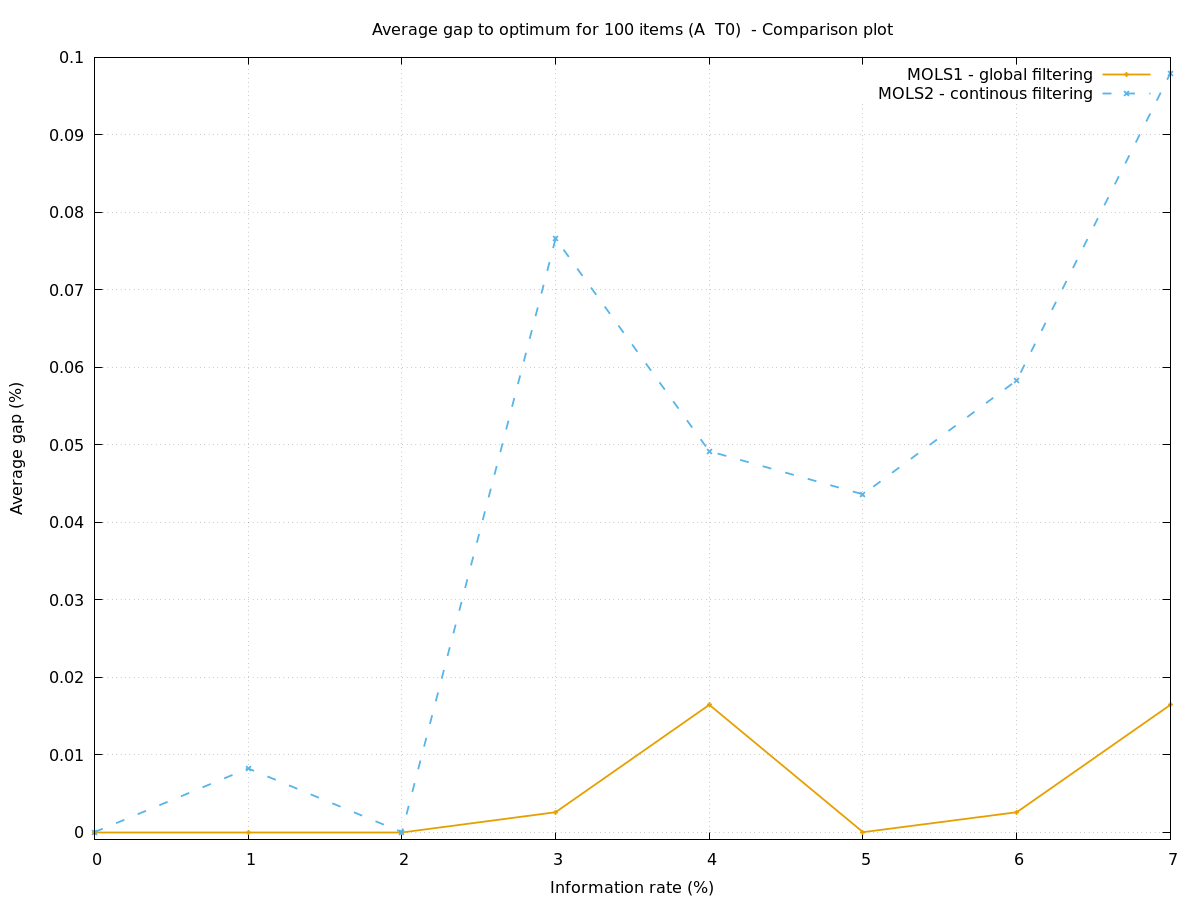 Average gap to optimum for 100 items (A  T0)  - Comparison plot
MOLS1 - global filtering
MOLS2 - continous filtering
0.1
0.09
0.08
0.07
0.06
0.05
0.04
0.03
0.02
0.01
0
Average gap (%)
0 1 2 3 4 5 6 7
Information rate (%)